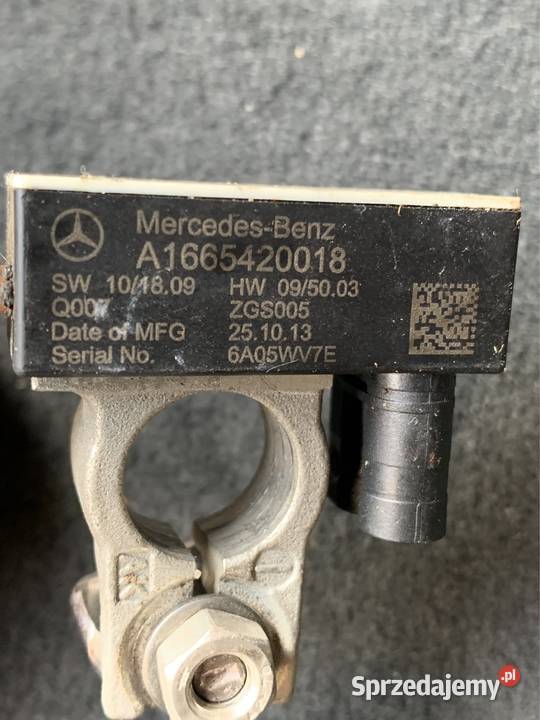 Mercedes-Benz
A1665420018
SW 10/18.09 HW 09/50.03
ZGS005
Date of MFG 25.10.13
Serial No. 6A05WV7E
Sprzedajemy.pl